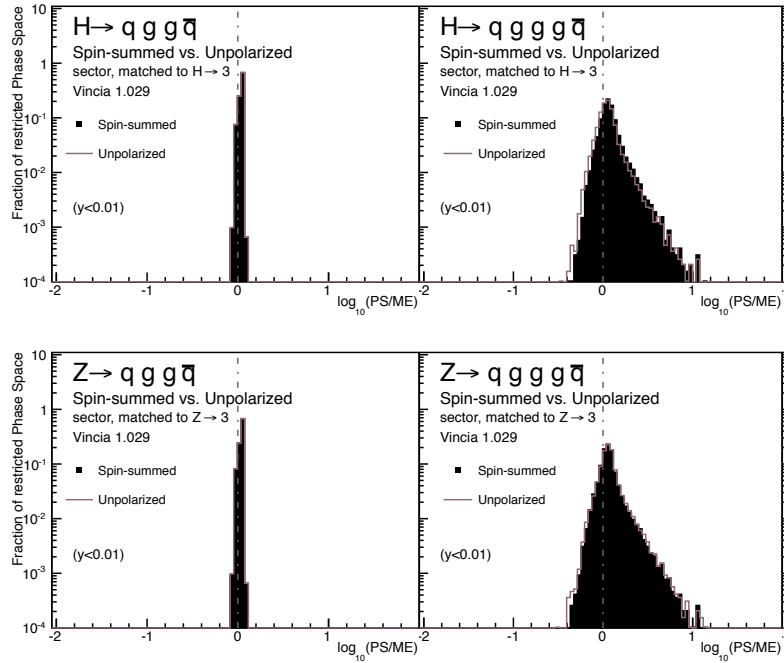 H→ q g g q̅
Spin-summed vs. Unpolarized
sector, matched to H → 3
Vincia 1.029
Spin-summed
Unpolarized
(y<0.01)
Fraction of restricted Phase Space
10
1
10⁻¹
10⁻²
10⁻³
10⁻⁴
-2 -1 0 1
log₁₀(PS/ME)
H→ q g g g q̅
Spin-summed vs. Unpolarized
sector, matched to H → 3
Vincia 1.029
Spin-summed
Unpolarized
(y<0.01)
-2 -1 0 1 2
log₁₀(PS/ME)
Z→ q g g q̅
Spin-summed vs. Unpolarized
sector, matched to Z → 3
Vincia 1.029
Spin-summed
Unpolarized
(y<0.01)
Fraction of restricted Phase Space
10
1
10⁻¹
10⁻²
10⁻³
10⁻⁴
-2 -1 0 1
log₁₀(PS/ME)
Z→ q g g g q̅
Spin-summed vs. Unpolarized
sector, matched to Z → 3
Vincia 1.029
Spin-summed
Unpolarized
(y<0.01)
-2 -1 0 1 2
log₁₀(PS/ME)